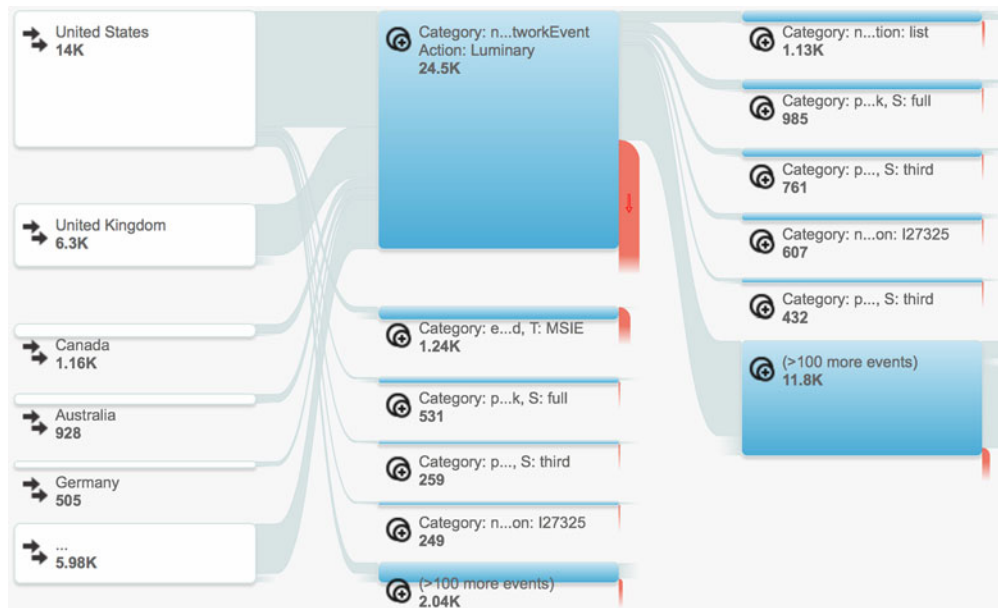 United States
14K
United Kingdom
6.3K
Canada
1.16K
Australia
928
Germany
505
...
5.98K
Category: n...tworkEvent
Action: Luminary
24.5K
Category: e...d, T: MSIE
1.24K
Category: p...k, S: full
531
Category: p..., S: third
259
Category: n...on: I27325
249
(>100 more events)
2.04K
Category: n...tion: list
1.13K
Category: p...k, S: full
985
Category: p..., S: third
761
Category: n...on: I27325
607
Category: p..., S: third
432
(>100 more events)
11.8K